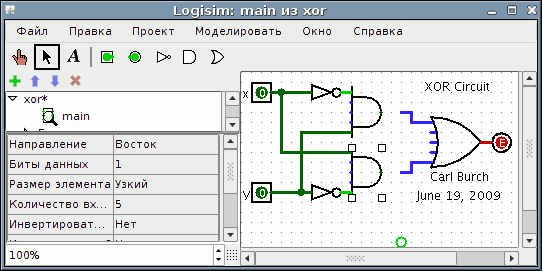 Logisim: main из xor
Файл Правка Проект Моделировать Окно Справка
A
xor*
main
Направление Восток
Биты данных 1
Размер элемента Узкий
Количество вх... 5
Инвертироват... Нет
100%
x 0
y 0
XOR Circuit
E
Carl Burch
June 19, 2009